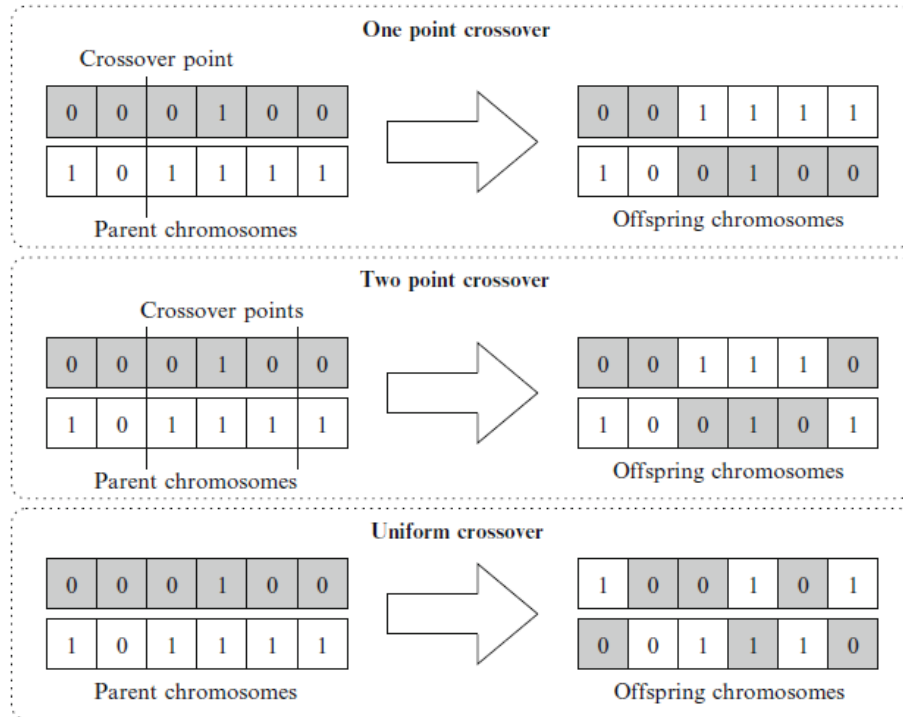 One point crossover
Crossover point
0 0 0 1 0 0
1 0 1 1 1 1
Parent chromosomes
0 0 1 1 1 1
1 0 0 1 0 0
Offspring chromosomes
Two point crossover
Crossover points
0 0 0 1 0 0
1 0 1 1 1 1
Parent chromosomes
0 0 1 1 1 0
1 0 0 1 0 1
Offspring chromosomes
Uniform crossover
0 0 0 1 0 0
1 0 1 1 1 1
Parent chromosomes
1 0 0 1 0 1
0 0 1 1 1 0
Offspring chromosomes